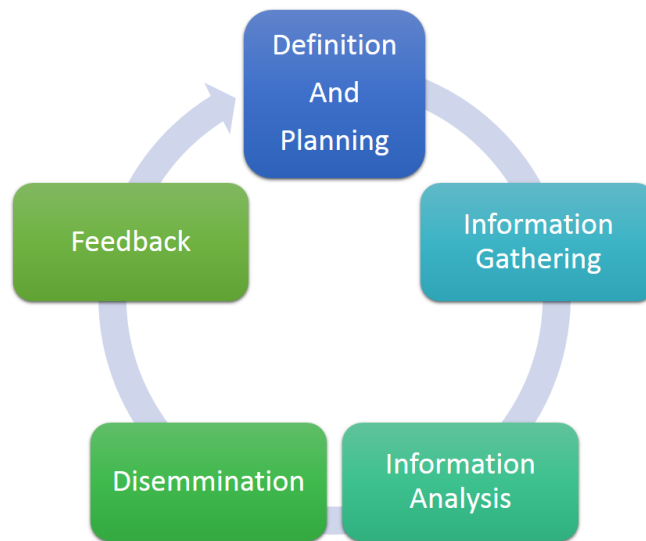 Definition
And
Planning
Information
Gathering
Information
Analysis
Disemmination
Feedback